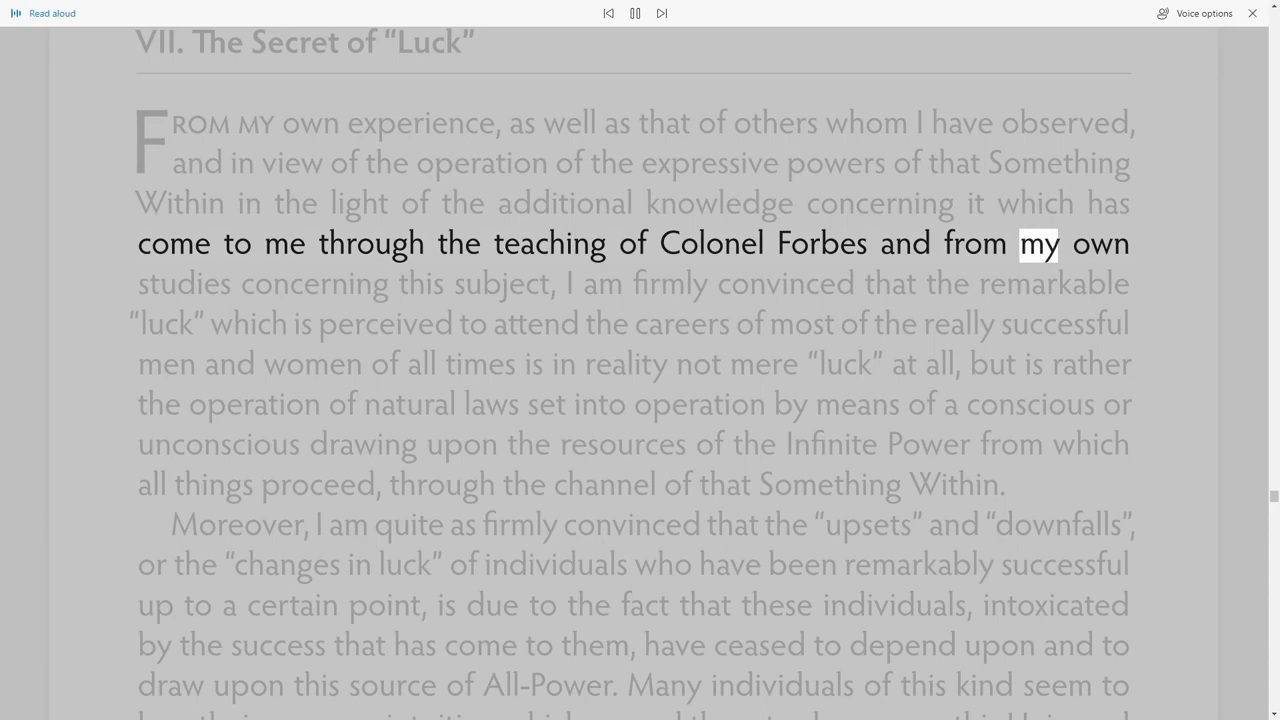 Read aloud
Voice options
VII. The Secret of “Luck”
FROM MY own experience, as well as that of others whom I have observed,
and in view of the operation of the expressive powers of that Something
Within in the light of the additional knowledge concerning it which has
come to me through the teaching of Colonel Forbes and from my own
studies concerning this subject, I am firmly convinced that the remarkable
“luck” which is perceived to attend the careers of most of the really successful
men and women of all times is in reality not mere “luck” at all, but is rather
the operation of natural laws set into operation by means of a conscious or
unconscious drawing upon the resources of the Infinite Power from which
all things proceed, through the channel of that Something Within.
Moreover, I am quite as firmly convinced that the “upsets” and “downfalls”,
or the “changes in luck” of individuals who have been remarkably successful
up to a certain point, is due to the fact that these individuals, intoxicated
by the success that has come to them, have ceased to depend upon and to
draw upon this source of All-Power. Many individuals of this kind seem to